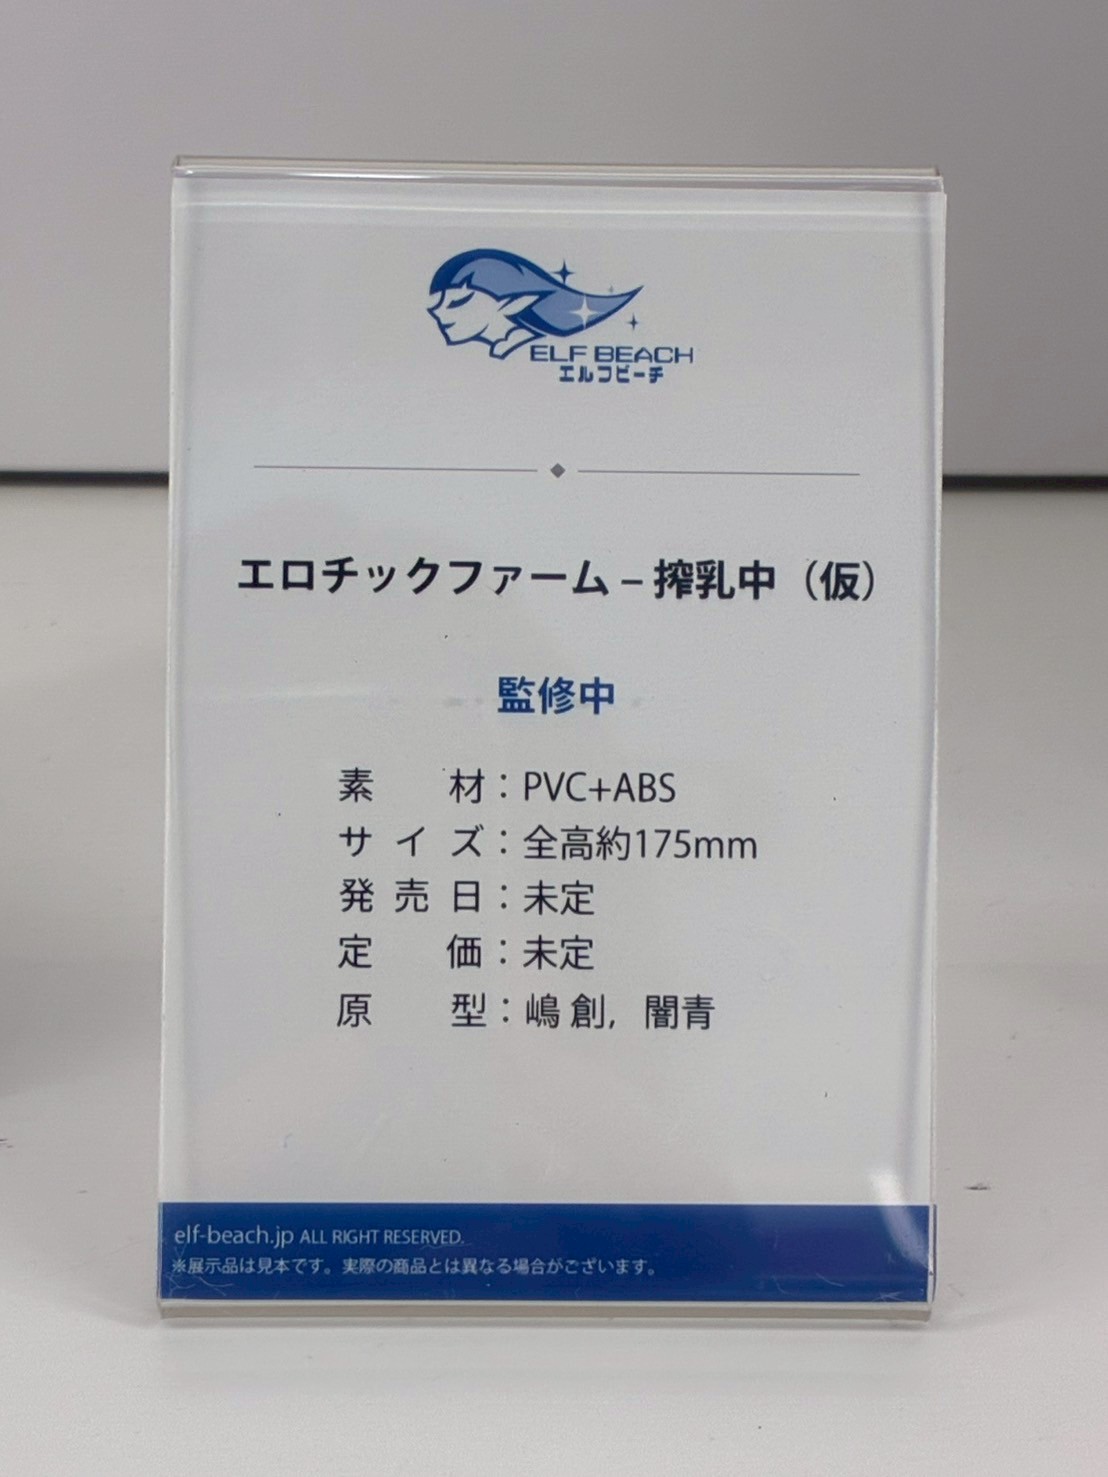 ELF BEACH
エルフビーチ
エロチックファーム – 搾乳中（仮）
監修中
素材：PVC+ABS
サイズ：全高約175mm
発売日：未定
定価：未定
原型：嶋 創,　闇青
elf-beach.jp ALL RIGHT RESERVED.
※展示品は見本です。実際の商品とは異なる場合がございます。